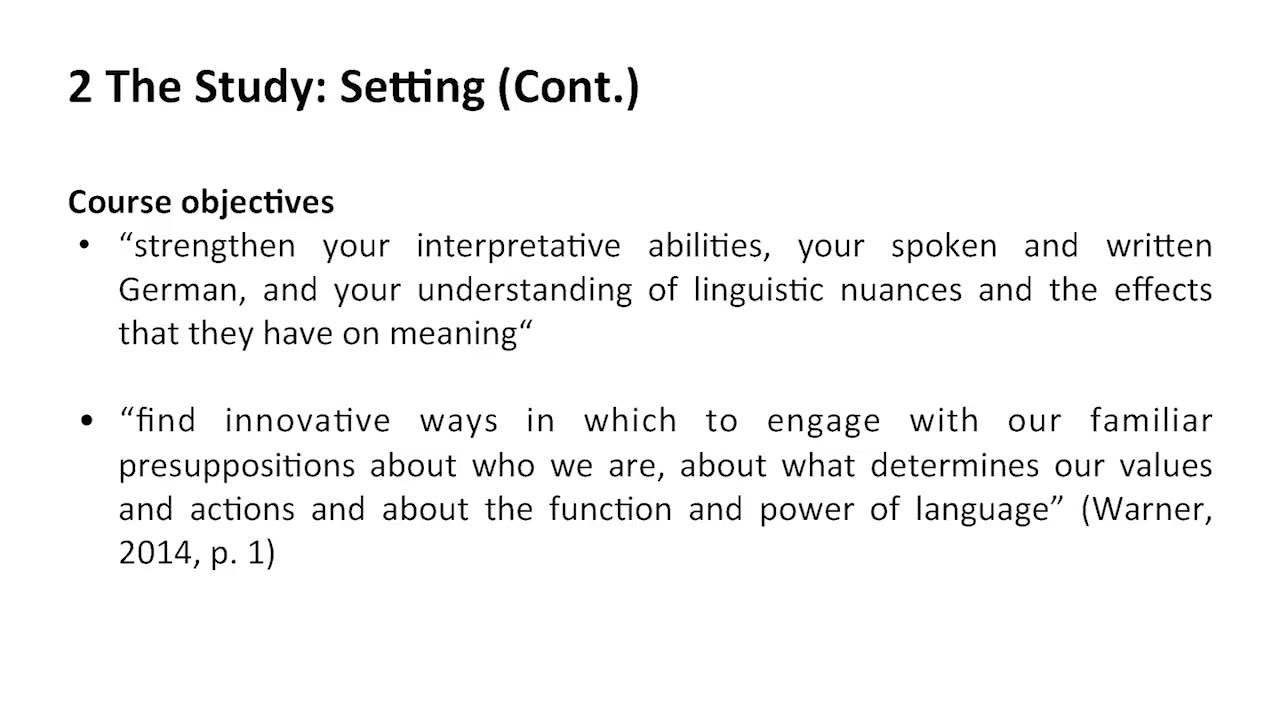 2 The Study: Setting (Cont.)
Course objectives
• “strengthen your interpretative abilities, your spoken and written
German, and your understanding of linguistic nuances and the effects
that they have on meaning“
• “find innovative ways in which to engage with our familiar
presuppositions about who we are, about what determines our values
and actions and about the function and power of language” (Warner,
2014, p. 1)